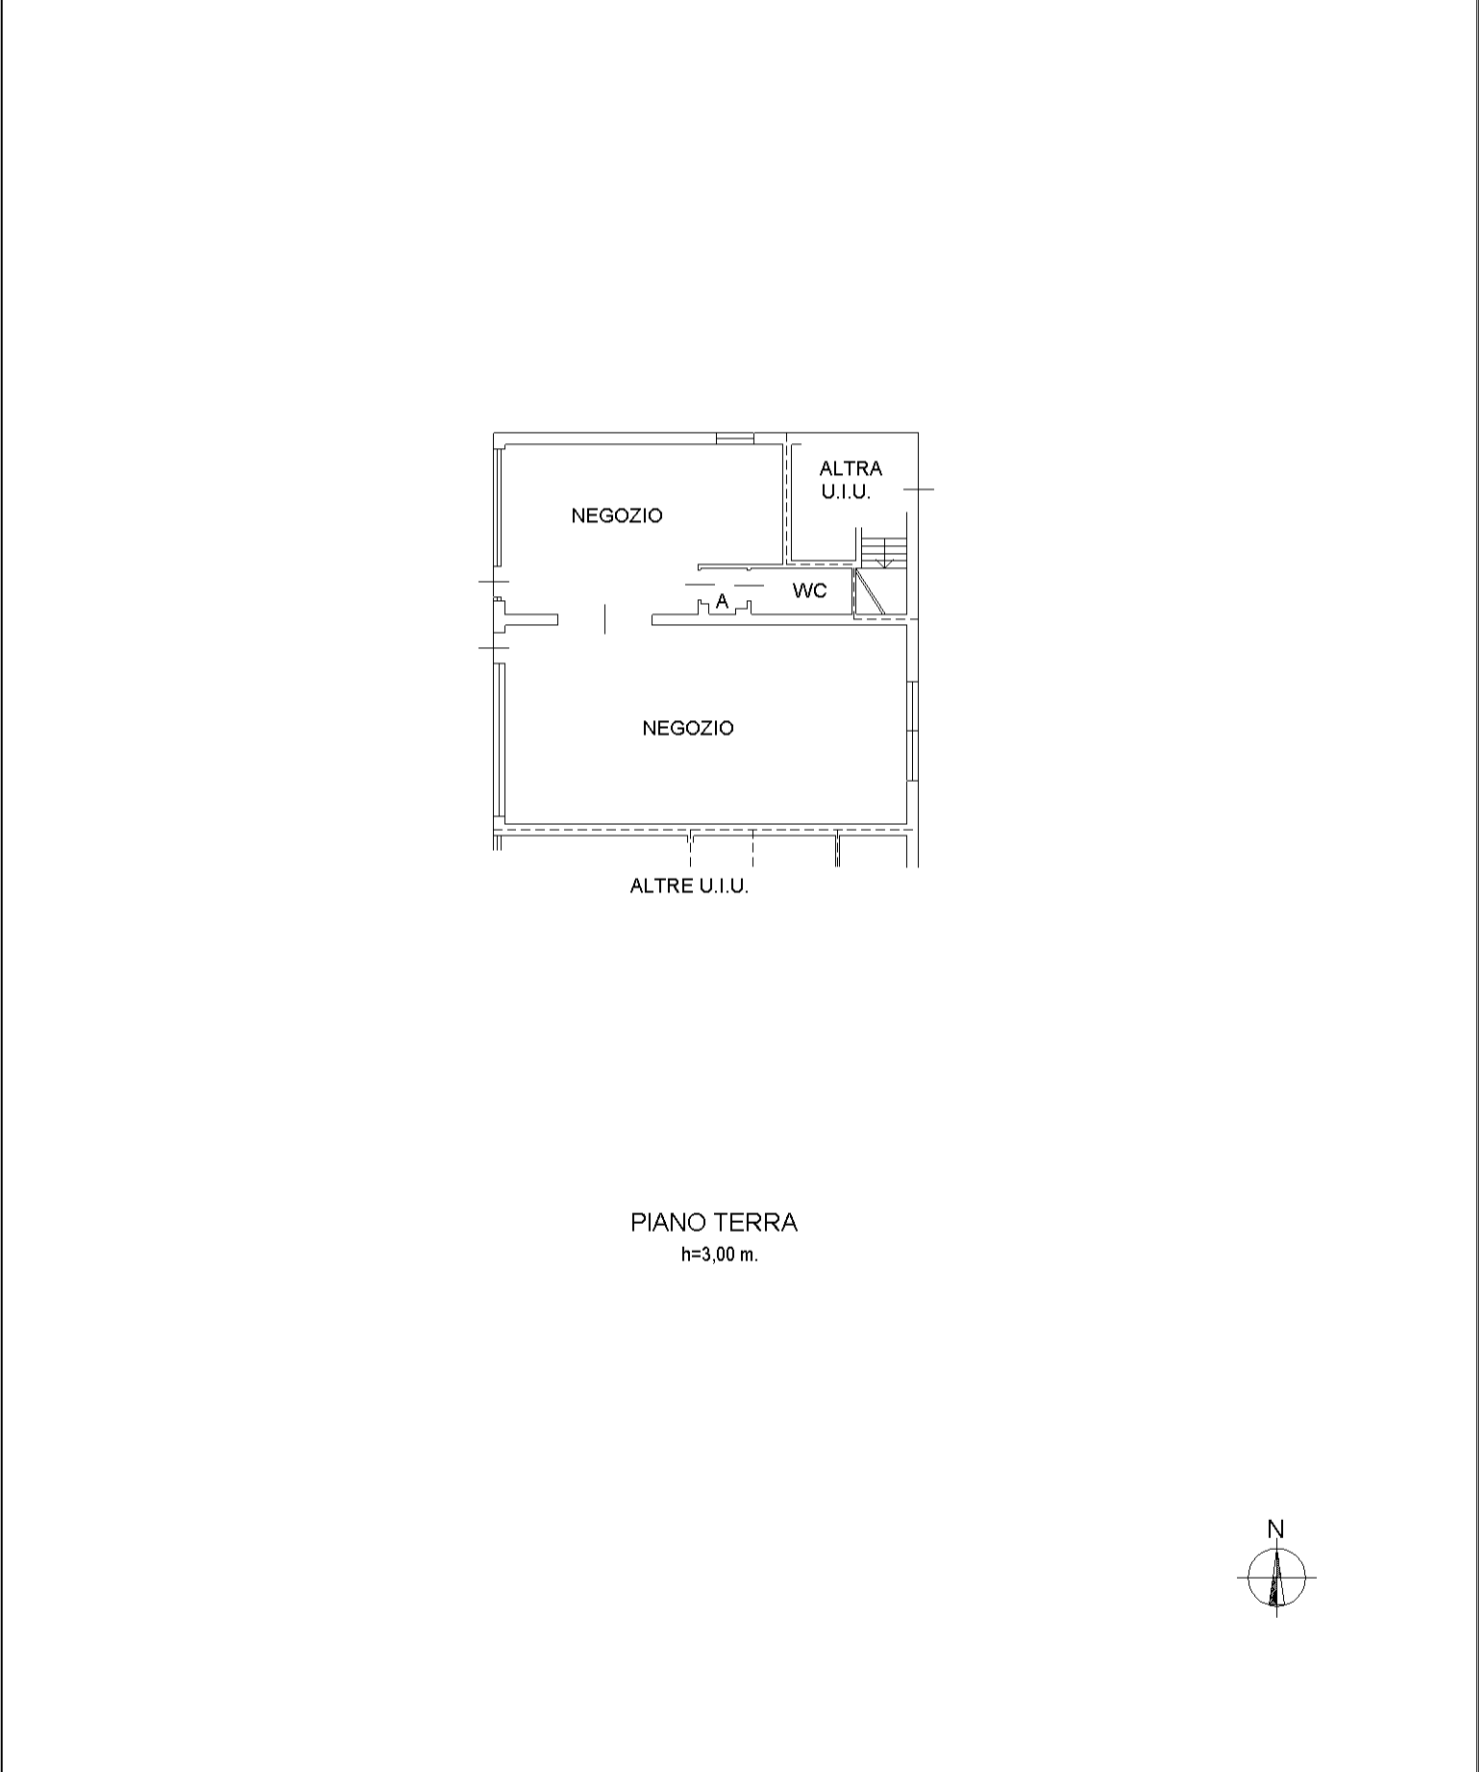 ALTRA
U.I.U.
NEGOZIO
WC
A
NEGOZIO
ALTRE U.I.U.
PIANO TERRA
h=3,00 m.
N